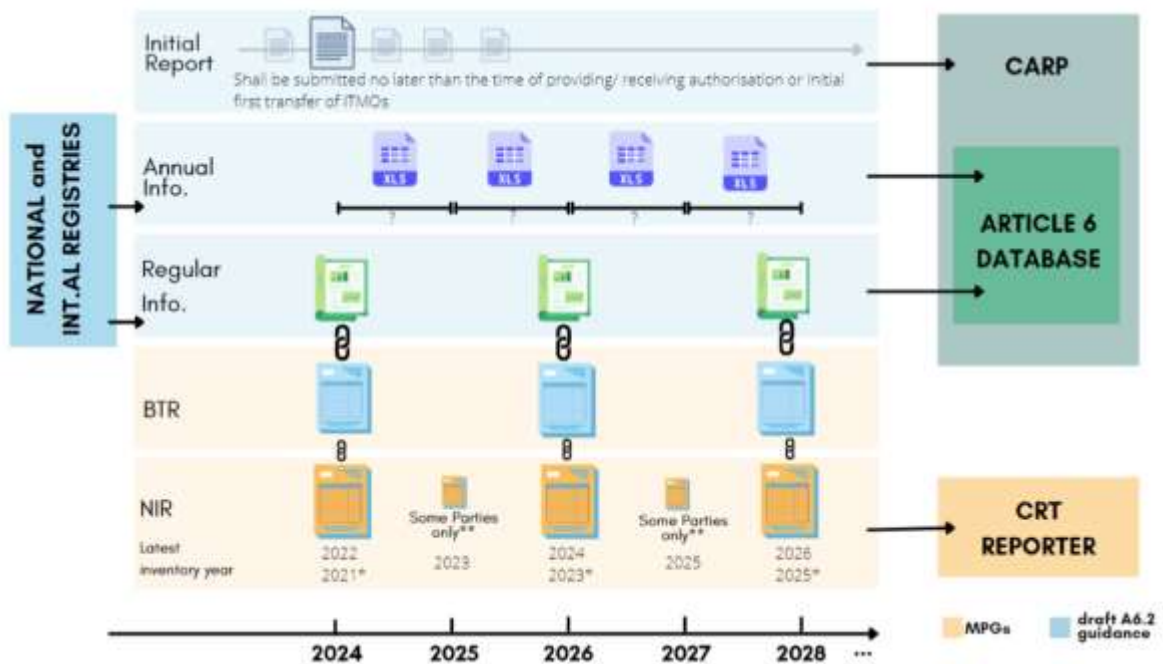 Initial
Report
Shall be submitted no later than the time of providing/ receiving authorisation or initial
first transfer of ITMOs
CARP
NATIONAL and
INT.AL REGISTRIES
Annual
Info.
XLS
XLS
XLS
XLS
?
?
?
?
ARTICLE 6
DATABASE
Regular
Info.
BTR
NIR
Latest
inventory year
Some Parties
only**
Some Parties
only**
2022
2021*
2023
2024
2023*
2025
2026
2025*
CRT
REPORTER
MPGs
draft A6.2
guidance
2024
2025
2026
2027
2028
...